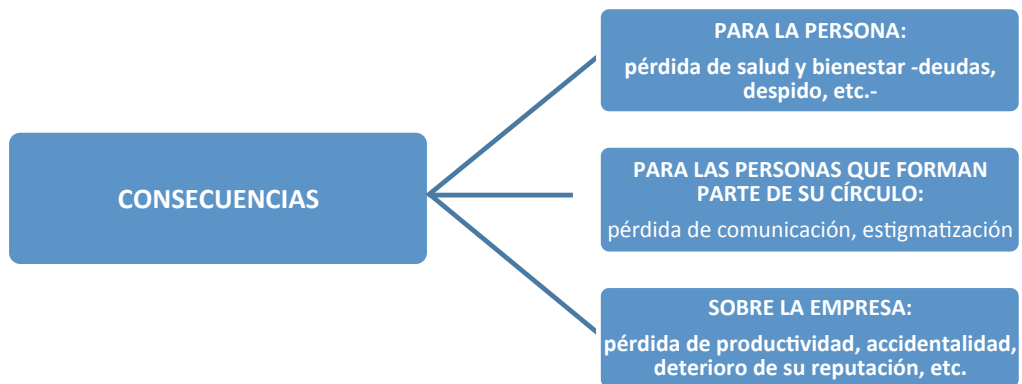 CONSECUENCIAS
PARA LA PERSONA:
pérdida de salud y bienestar -deudas,
despido, etc.-
PARA LAS PERSONAS QUE FORMAN
PARTE DE SU CÍRCULO:
pérdida de comunicación, estigmatización
SOBRE LA EMPRESA:
pérdida de productividad, accidentalidad,
deterioro de su reputación, etc.